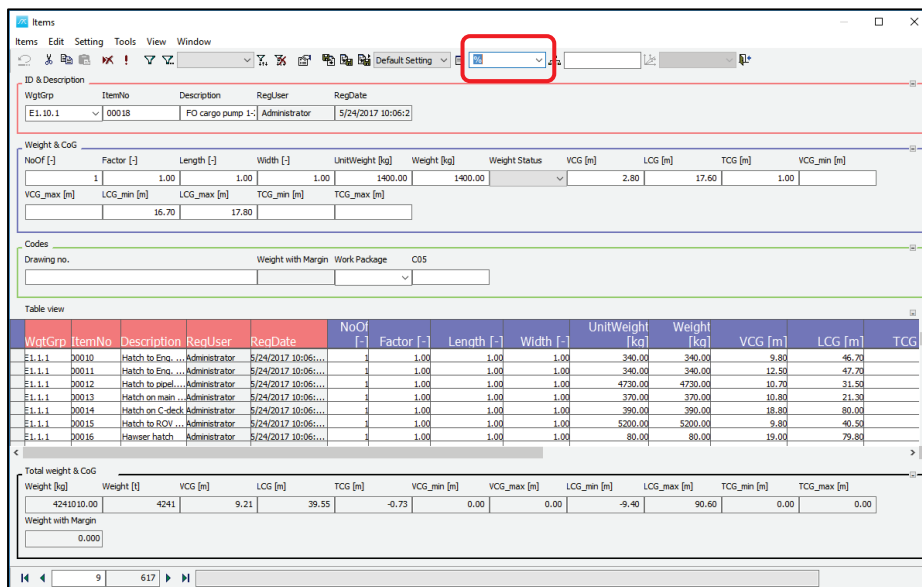 Items
Items Edit Setting Tools View Window
Default Setting %
ID & Description
WgtGrp ItemNo Description RegUser RegDate
E1.10.1 00018 FO cargo pump 1- Administrator 5/24/2017 10:06:2
Weight & CoG
NoOf [-] Factor [-] Length [-] Width [-] UnitWeight [kg] Weight [kg] Weight Status VCG [m] LCG [m] TCG [m] VCG_min [m]
1 1.00 1.00 1.00 1400.00 1400.00 2.80 17.60 1.00
VCG_max [m] LCG_min [m] LCG_max [m] TCG_min [m] TCG_max [m]
16.70 17.80
Codes
Drawing no. Weight with Margin Work Package C05
Table view
WgtGrp ItemNo Description RegUser RegDate NoOf [-] Factor [-] Length [-] Width [-] UnitWeight [kg] Weight [kg] VCG [m] LCG [m] TCG
E1.1.1 00010 Hatch to Eng. ... Administrator 5/24/2017 10:06:... 1 1.00 1.00 1.00 340.00 340.00 9.80 46.70
E1.1.1 00011 Hatch to Eng. ... Administrator 5/24/2017 10:06:... 1 1.00 1.00 1.00 340.00 340.00 12.50 47.70
E1.1.1 00012 Hatch to pipel.... Administrator 5/24/2017 10:06:... 1 1.00 1.00 1.00 4730.00 4730.00 10.70 31.50
E1.1.1 00013 Hatch on main ... Administrator 5/24/2017 10:06:... 1 1.00 1.00 1.00 370.00 370.00 10.80 21.30
E1.1.1 00014 Hatch on C-deck Administrator 5/24/2017 10:06:... 1 1.00 1.00 1.00 390.00 390.00 18.80 80.00
E1.1.1 00015 Hatch to ROV ... Administrator 5/24/2017 10:06:... 1 1.00 1.00 1.00 5200.00 5200.00 9.80 40.50
E1.1.1 00016 Hawser hatch Administrator 5/24/2017 10:06:... 1 1.00 1.00 1.00 80.00 80.00 19.00 79.80
Total weight & CoG
Weight [kg] Weight [t] VCG [m] LCG [m] TCG [m] VCG_min [m] VCG_max [m] LCG_min [m] LCG_max [m] TCG_min [m] TCG_max [m]
4241010.00 4241 9.21 39.55 -0.73 0.00 0.00 -9.40 90.60 0.00 0.00
Weight with Margin
0.000
9 617